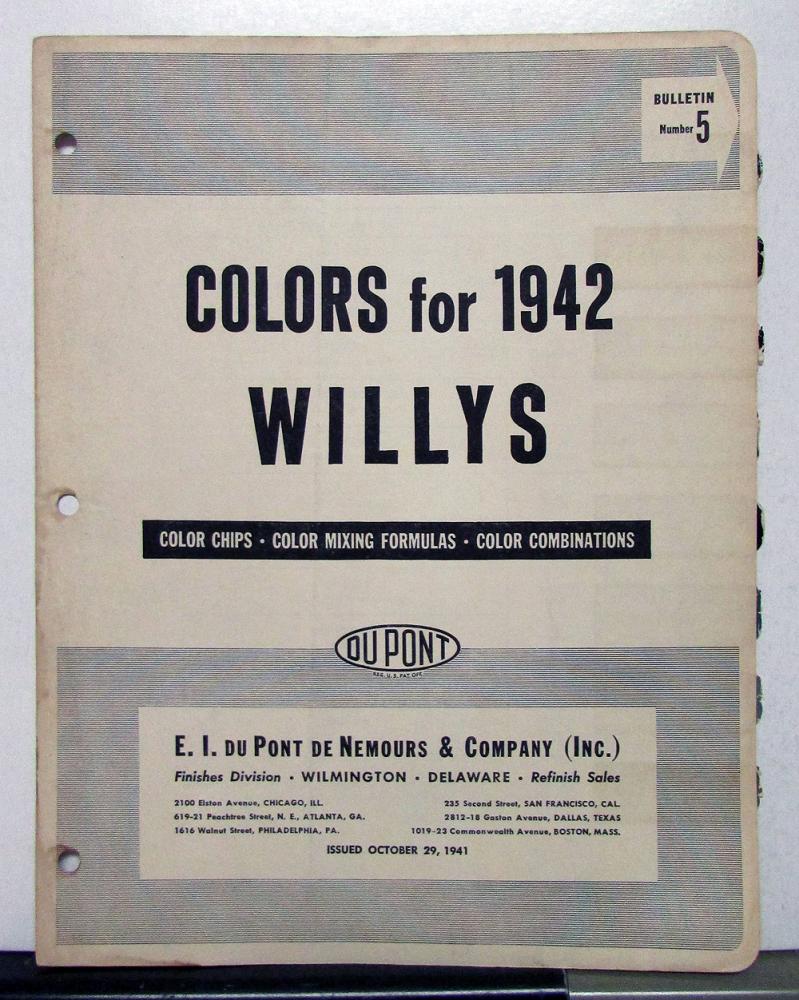 BULLETIN
Number 5
COLORS for 1942
WILLYS
COLOR CHIPS • COLOR MIXING FORMULAS • COLOR COMBINATIONS
DU PONT
REG. U.S. PAT. OFF.
E. I. DU PONT DE NEMOURS & COMPANY (INC.)
Finishes Division • WILMINGTON • DELAWARE • Refinish Sales
2100 Elston Avenue, CHICAGO, ILL. 235 Second Street, SAN FRANCISCO, CAL.
619-21 Peachtree Street, N. E., ATLANTA, GA. 2812-18 Gaston Avenue, DALLAS, TEXAS
1616 Walnut Street, PHILADELPHIA, PA. 1019-23 Commonwealth Avenue, BOSTON, MASS.
ISSUED OCTOBER 29, 1941